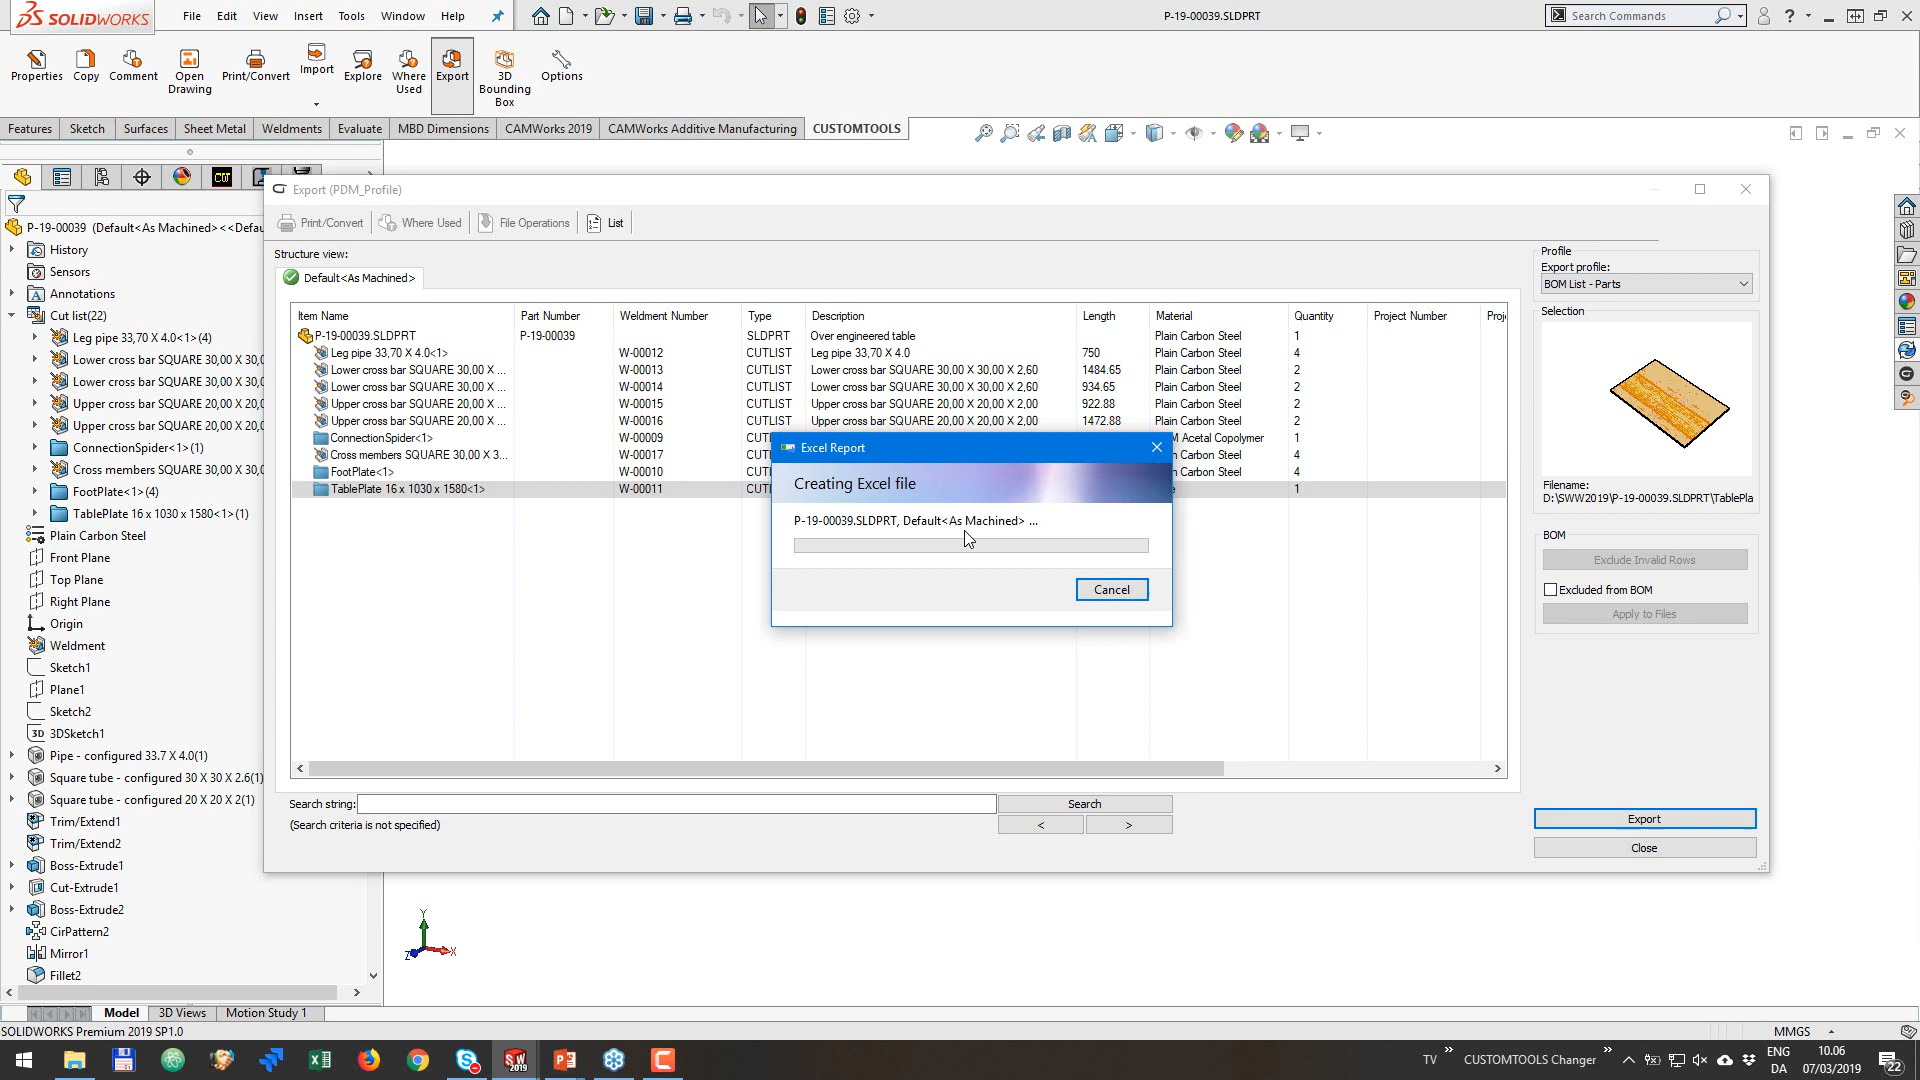 SOLIDWORKS File Edit View Insert Tools Window Help P-19-00039.SLDPRT Search Commands ?
Properties Copy Comment Open Drawing Print/Convert Import Explore Where Used Export 3D Bounding Box Options
Features Sketch Surfaces Sheet Metal Weldments Evaluate MBD Dimensions CAMWorks 2019 CAMWorks Additive Manufacturing CUSTOMTOOLS
P-19-00039 (Default<As Machined><<Defau
History
Sensors
Annotations
Cut list(22)
Leg pipe 33,70 X 4.0<1>(4)
Lower cross bar SQUARE 30,00 X 30,0
Lower cross bar SQUARE 30,00 X 30,0
Upper cross bar SQUARE 20,00 X 20,0
Upper cross bar SQUARE 20,00 X 20,0
ConnectionSpider<1>(1)
Cross members SQUARE 30,00 X 30,0
FootPlate<1>(4)
TablePlate 16 x 1030 x 1580<1>(1)
Plain Carbon Steel
Front Plane
Top Plane
Right Plane
Origin
Weldment
Sketch1
Plane1
Sketch2
3D 3DSketch1
Pipe - configured 33.7 X 4.0(1)
Square tube - configured 30 X 30 X 2.6(1)
Square tube - configured 20 X 20 X 2(1)
Trim/Extend1
Trim/Extend2
Boss-Extrude1
Cut-Extrude1
Boss-Extrude2
CirPattern2
Mirror1
Fillet2
Export (PDM_Profile)
Print/Convert Where Used File Operations List
Structure view:
Default<As Machined>
Item Name Part Number Weldment Number Type Description Length Material Quantity Project Number Proje
P-19-00039.SLDPRT P-19-00039 SLDPRT Over engineered table Plain Carbon Steel 1
Leg pipe 33,70 X 4.0<1> W-00012 CUTLIST Leg pipe 33,70 X 4.0 750 Plain Carbon Steel 4
Lower cross bar SQUARE 30,00 X ... W-00013 CUTLIST Lower cross bar SQUARE 30,00 X 30,00 X 2,60 1484.65 Plain Carbon Steel 2
Lower cross bar SQUARE 30,00 X ... W-00014 CUTLIST Lower cross bar SQUARE 30,00 X 30,00 X 2,60 934.65 Plain Carbon Steel 2
Upper cross bar SQUARE 20,00 X ... W-00015 CUTLIST Upper cross bar SQUARE 20,00 X 20,00 X 2,00 922.88 Plain Carbon Steel 2
Upper cross bar SQUARE 20,00 X ... W-00016 CUTLIST Upper cross bar SQUARE 20,00 X 20,00 X 2,00 1472.88 Plain Carbon Steel 2
ConnectionSpider<1> W-00009 CUTL M Acetal Copolymer 1
Cross members SQUARE 30,00 X 3... W-00017 CUTL n Carbon Steel 4
FootPlate<1> W-00010 CUTL n Carbon Steel 4
TablePlate 16 x 1030 x 1580<1> W-00011 CUTL e 1
Excel Report
Creating Excel file
P-19-00039.SLDPRT, Default<As Machined> ...
Cancel
Search string: Search
(Search criteria is not specified) < >
Profile
Export profile:
BOM List - Parts
Selection
Filename:
D:\SWW2019\P-19-00039.SLDPRT\TablePla
BOM
Exclude Invalid Rows
Excluded from BOM
Apply to Files
Export
Close
Y
Z X
Model 3D Views Motion Study 1
SOLIDWORKS Premium 2019 SP1.0 MMGS
TV CUSTOMTOOLS Changer ENG 10.06
DA 07/03/2019 22